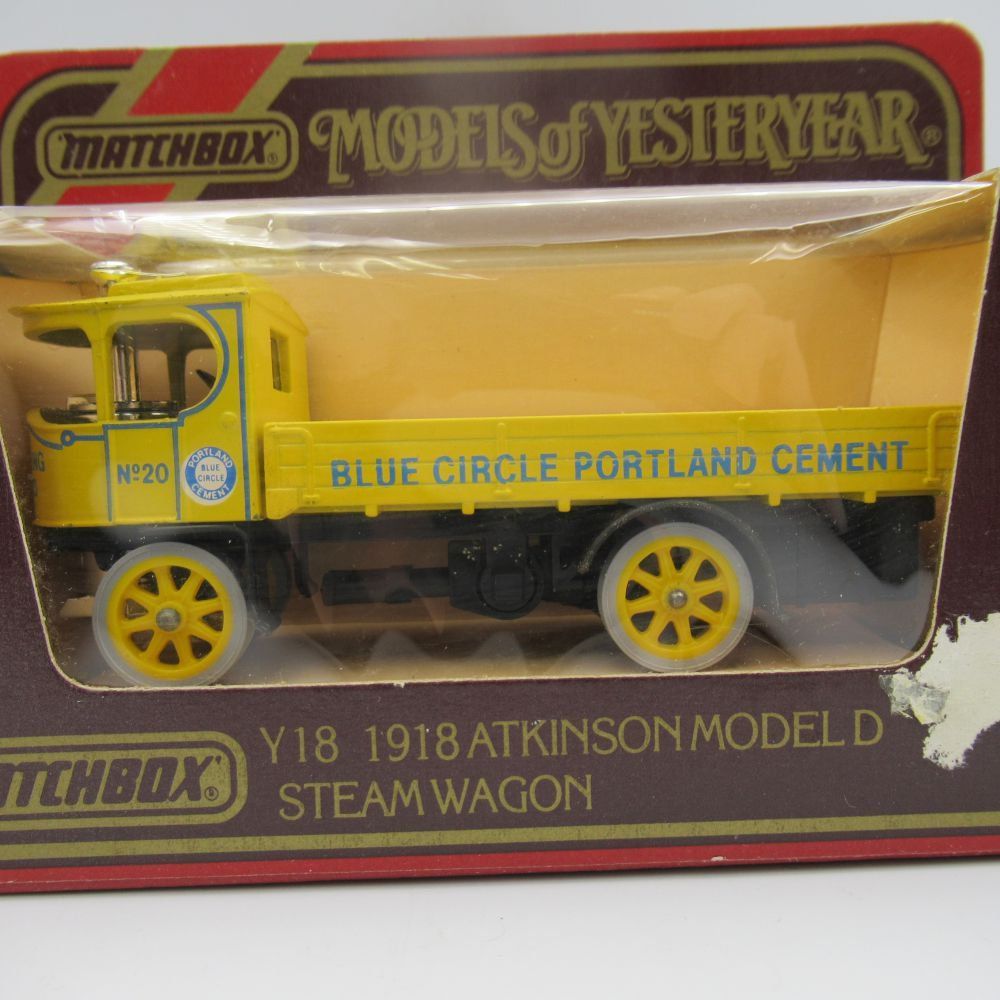 MATCHBOX®
MODELS of YESTERYEAR®
Nº20
PORTLAND
BLUE
CIRCLE
CEMENT
BLUE CIRCLE PORTLAND CEMENT
Y18 1918 ATKINSON MODEL D
STEAM WAGON